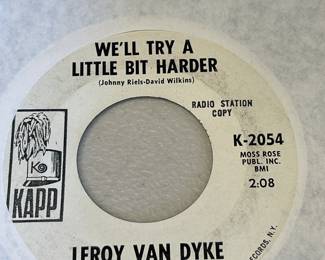 WE'LL TRY A
LITTLE BIT HARDER
(Johnny Riels-David Wilkins)
RADIO STATION
COPY
K-2054
MOSS ROSE
PUBL. INC.
BMI
2:08
K
KAPP
LEROY VAN DYKE
RECORDS, N.Y.